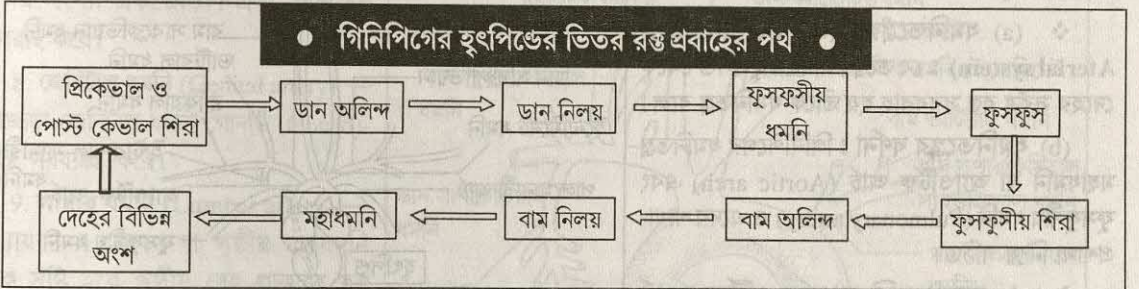 ● গিনিপিগের হৃৎপিণ্ডের ভিতর রক্ত প্রবাহের পথ ●
প্রিকেভাল ও
পোস্ট কেভাল শিরা
ডান অলিন্দ
ডান নিলয়
ফুসফুসীয়
ধমনি
ফুসফুস
ফুসফুসীয় শিরা
বাম অলিন্দ
বাম নিলয়
মহাধমনি
দেহের বিভিন্ন
অংশ